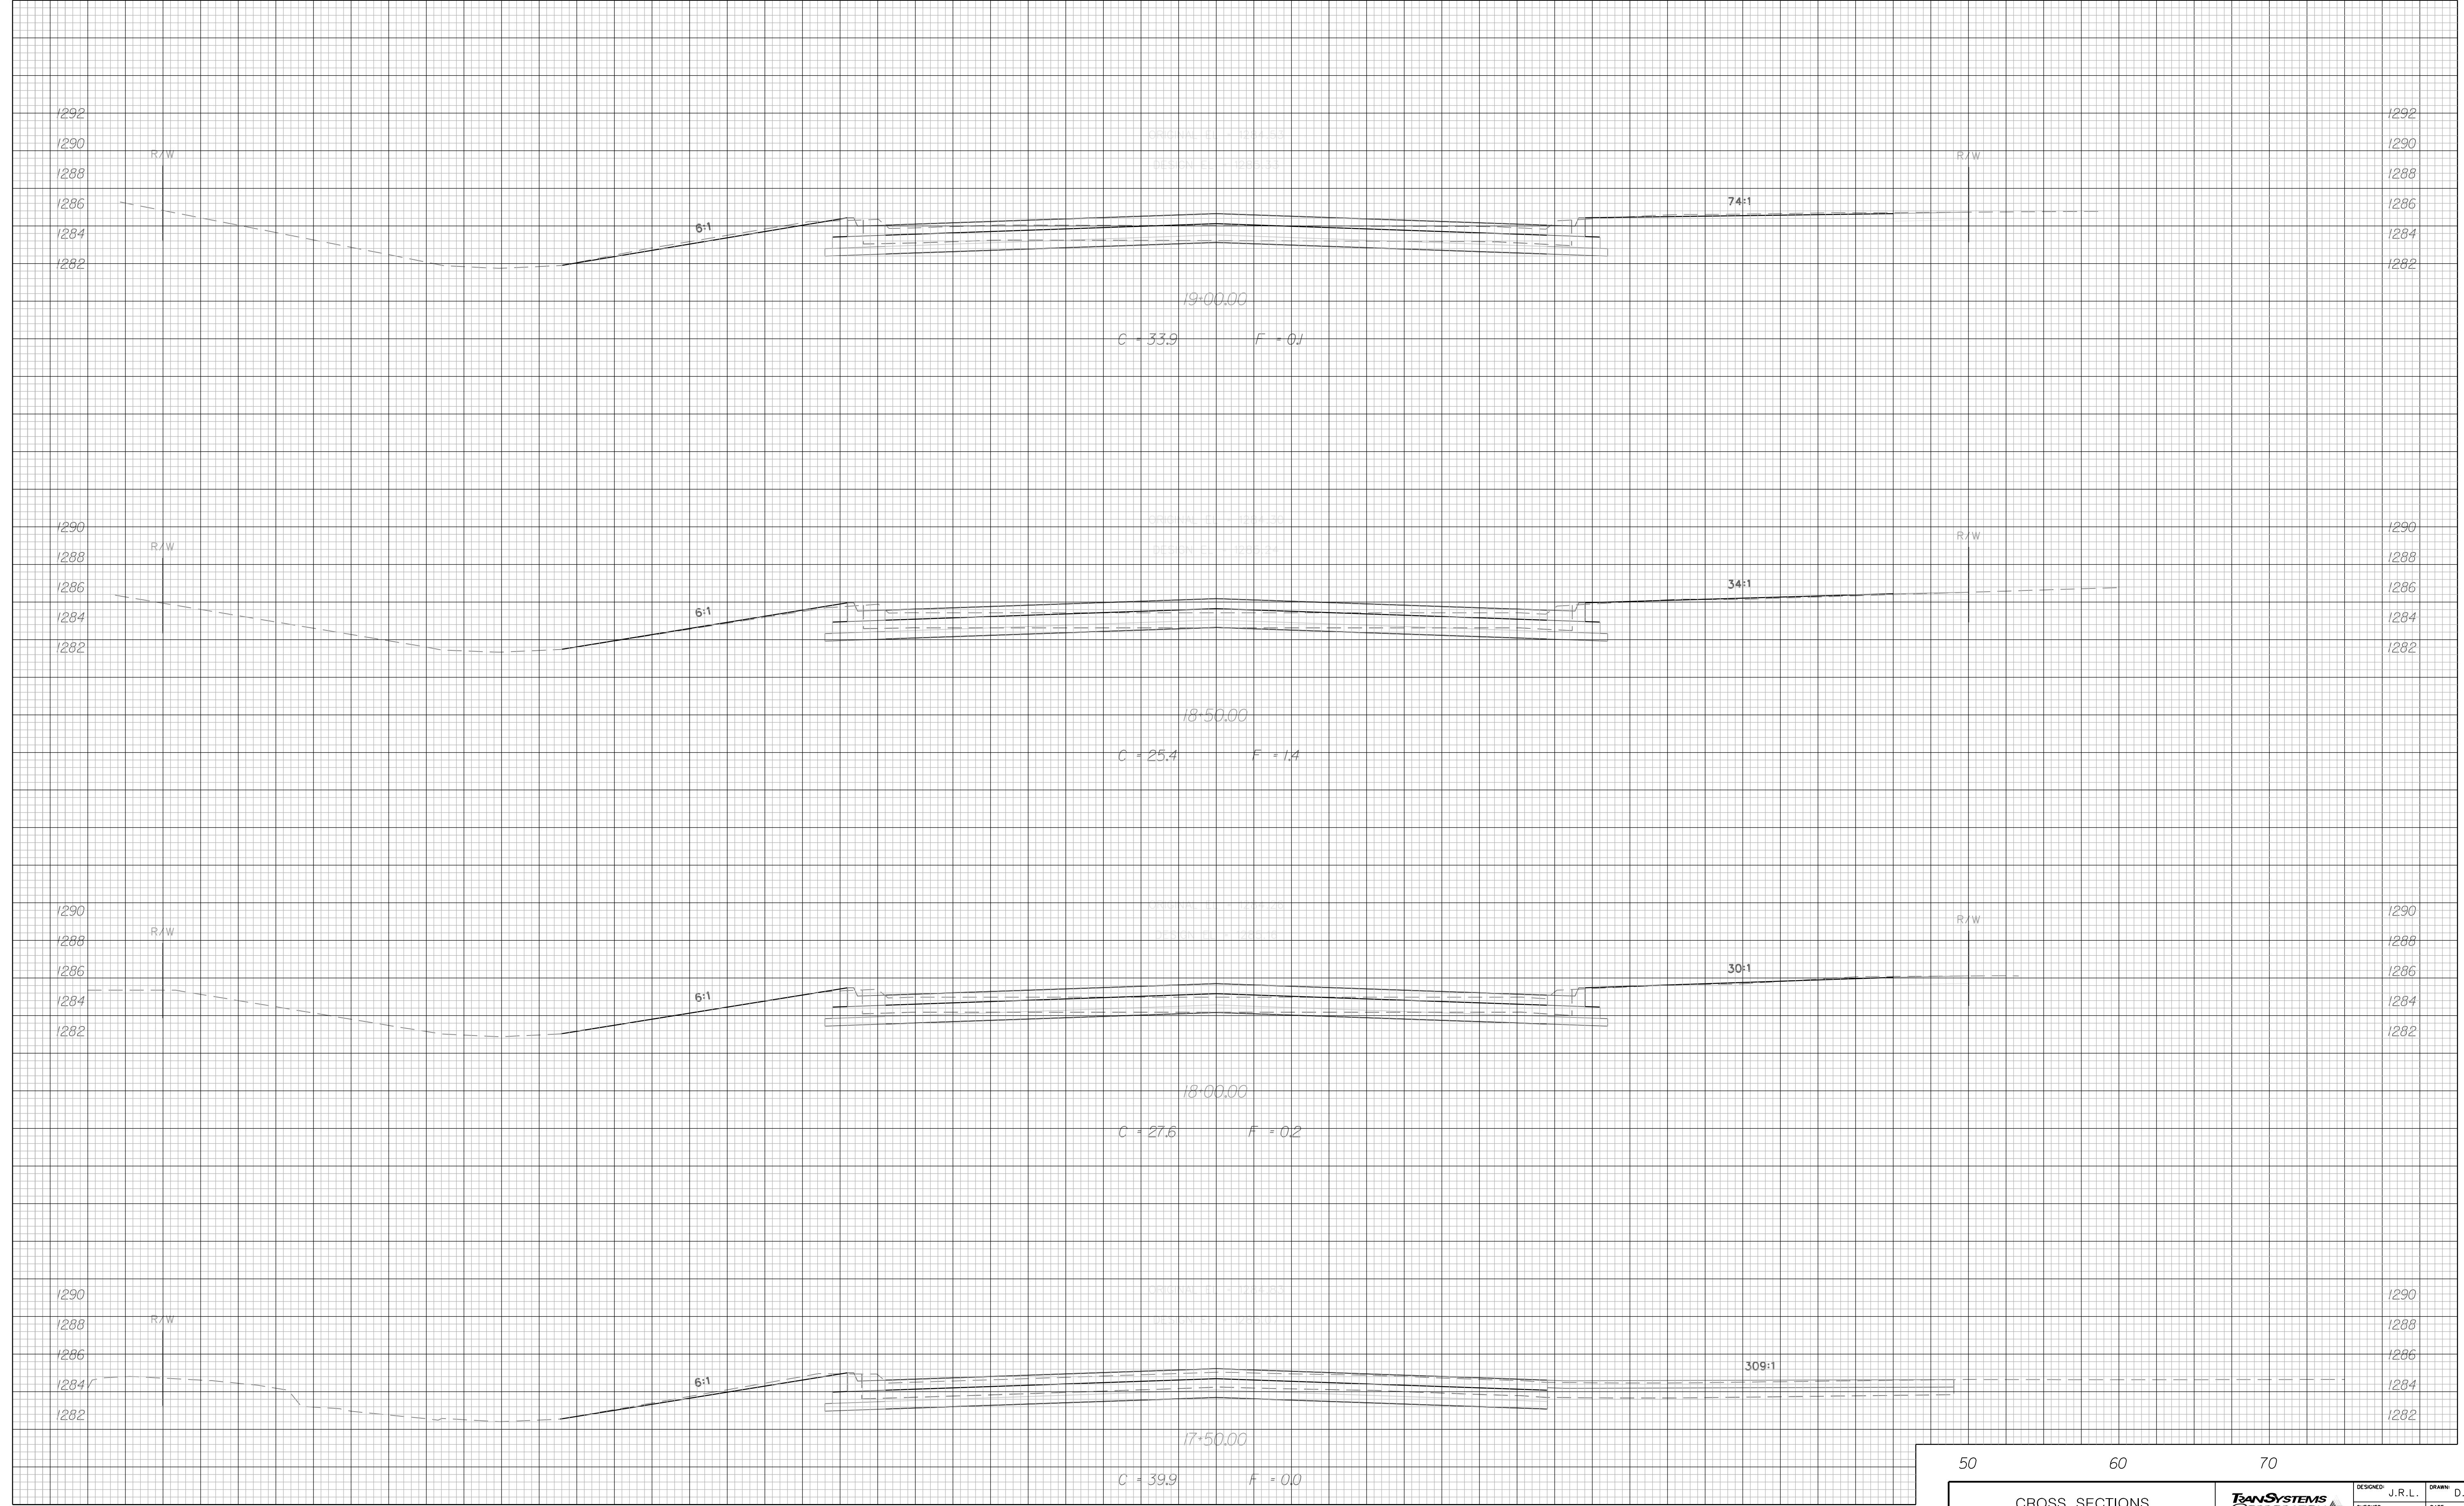 1292 1292
1290 1290
R/W R/W
1288 1288
1286 74:1 1286
6:1
1284 1284
1282 1282
19+00.00
C = 33.9 F = 0.1
1290 1290
R/W R/W
1288 1288
1286 34:1 1286
6:1
1284 1284
1282 1282
18+50.00
C = 25.4 F = 1.4
1290 1290
R/W R/W
1288 1288
1286 30:1 1286
6:1
1284 1284
1282 1282
18+00.00
C = 27.6 F = 0.2
ORIGINAL EL = 1284.83
1290 1290
R/W
1288 1288
1286 309:1 1286
6:1
1284 1284
1282 1282
17+50.00
50 60 70
C = 39.9 F = 0.0
CROSS SECTIONS TRANSYSTEMS DESIGNED: J.R.L. DRAWN: